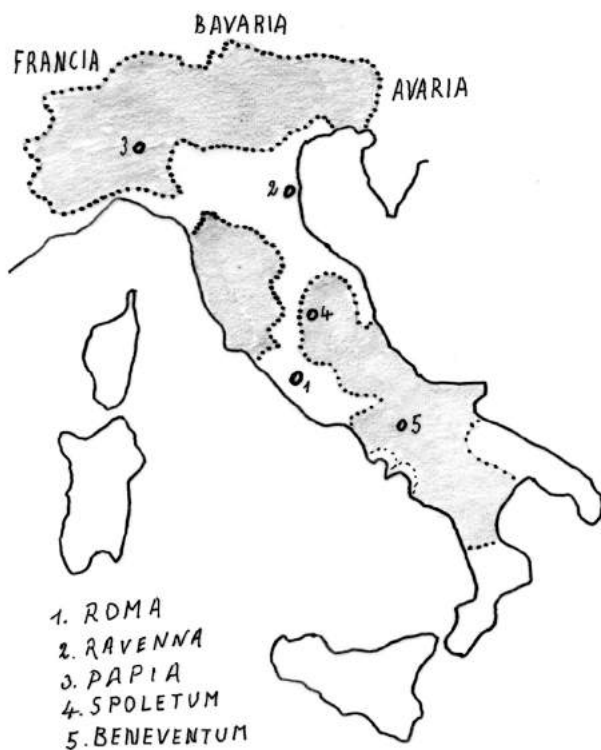 BAVARIA
FRANCIA
AVARIA
3
2
4
1
5
1. ROMA
2. RAVENNA
3. PAPIA
4. SPOLETUM
5. BENEVENTUM